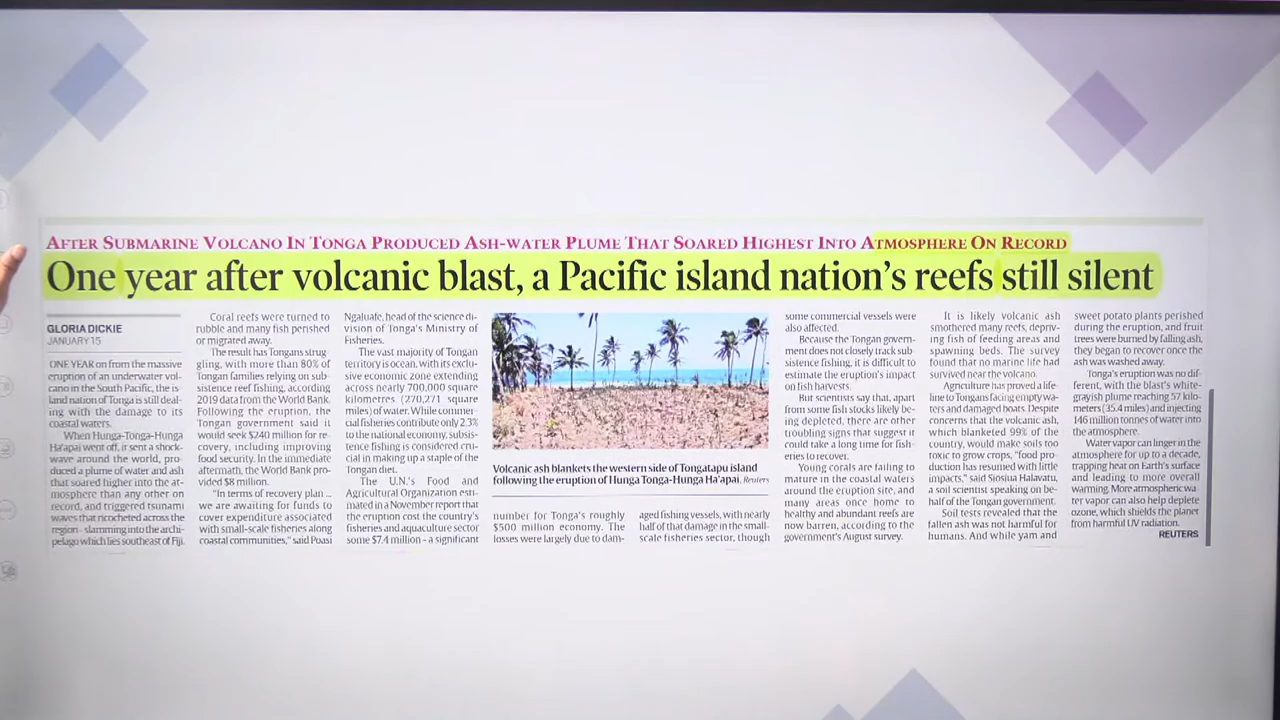 AFTER SUBMARINE VOLCANO IN TONGA PRODUCED ASH-WATER PLUME THAT SOARED HIGHEST INTO ATMOSPHERE ON RECORD
One year after volcanic blast, a Pacific island nation's reefs still silent
GLORIA DICKIE
JANUARY 15
ONE YEAR on from the massive
eruption of an underwater vol-
cano in the South Pacific, the is-
land nation of Tonga is still deal-
ing with the damage to its
coastal waters.
When Hunga-Tonga-Hunga
Ha'apai went off, it sent a shock-
wave around the world, pro-
duced a plume of water and ash
that soared higher into the at-
mosphere than any other on
record, and triggered tsunami
waves that ricocheted across the
region - slamming into the archi-
pelago which lies southeast of Fiji.
Coral reefs were turned to
rubble and many fish perished
or migrated away.
The result has Tongans strug-
gling, with more than 80% of
Tongan families relying on sub-
sistence reef fishing, according
2019 data from the World Bank.
Following the eruption, the
Tongan government said it
would seek $240 million for re-
covery, including improving
food security. In the immediate
aftermath, the World Bank pro-
vided $8 million.
"In terms of recovery plan ...
we are awaiting for funds to
cover expenditure associated
with small-scale fisheries along
coastal communities," said Poasi
Ngaluafe, head of the science di-
vision of Tonga's Ministry of
Fisheries.
The vast majority of Tongan
territory is ocean, with its exclu-
sive economic zone extending
across nearly 700,000 square
kilometres (270,271 square
miles) of water. While commer-
cial fisheries contribute only 2.3%
to the national economy, subsis-
tence fishing is considered cru-
cial in making up a staple of the
Tongan diet.
The U.N.'s Food and
Agricultural Organization esti-
mated in a November report that
the eruption cost the country's
fisheries and aquaculture sector
some $7.4 million - a significant
Volcanic ash blankets the western side of Tongatapu island
following the eruption of Hunga Tonga-Hunga Ha'apai. Reuters
number for Tonga's roughly
$500 million economy. The
losses were largely due to dam-
aged fishing vessels, with nearly
half of that damage in the small-
scale fisheries sector, though
some commercial vessels were
also affected.
Because the Tongan govern-
ment does not closely track sub-
sistence fishing, it is difficult to
estimate the eruption's impact
on fish harvests.
But scientists say that, apart
from some fish stocks likely be-
ing depleted, there are other
troubling signs that suggest it
could take a long time for fish-
eries to recover.
Young corals are failing to
mature in the coastal waters
around the eruption site, and
many areas once home to
healthy and abundant reefs are
now barren, according to the
government's August survey.
It is likely volcanic ash
smothered many reefs, depriv-
ing fish of feeding areas and
spawning beds. The survey
found that no marine life had
survived near the volcano.
Agriculture has proved a life-
line to Tongans facing empty wa-
ters and damaged boats. Despite
concerns that the volcanic ash,
which blanketed 99% of the
country, would make soils too
toxic to grow crops, "food pro-
duction has resumed with little
impacts," said Siosiua Halavatu,
a soil scientist speaking on be-
half of the Tongan government.
Soil tests revealed that the
fallen ash was not harmful for
humans. And while yam and
sweet potato plants perished
during the eruption, and fruit
trees were burned by falling ash,
they began to recover once the
ash was washed away.
Tonga's eruption was no dif-
ferent, with the blast's white-
grayish plume reaching 57 kilo-
meters (35.4 miles) and injecting
146 million tonnes of water into
the atmosphere.
Water vapor can linger in the
atmosphere for up to a decade,
trapping heat on Earth's surface
and leading to more overall
warming. More atmospheric wa-
ter vapor can also help deplete
ozone, which shields the planet
from harmful UV radiation.
REUTERS